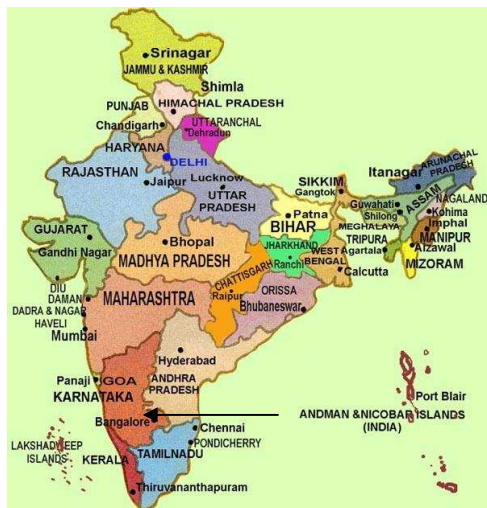 Srinagar
JAMMU & KASHMIR
Shimla
PUNJAB
HIMACHAL PRADESH
Chandigarh
UTTARANCHAL
Dehradun
HARYANA
DELHI
RAJASTHAN
Jaipur
Lucknow
UTTAR
PRADESH
SIKKIM
Gangtok
Itanagar
ARUNACHAL
PRADESH
ASSAM
Guwahati
NAGALAND
Shilong
Kohima
MEGHALAYA
Imphal
MANIPUR
TRIPURA
Agartala
Aizawal
MIZORAM
Patna
BIHAR
GUJARAT
Gandhi Nagar
Bhopal
MADHYA PRADESH
JHARKHAND
Ranchi
WEST
BENGAL
Calcutta
CHATTISGARH
Raipur
ORISSA
Bhubaneswar
DIU
DAMAN
DADRA & NAGAR
HAVELI
MAHARASHTRA
Mumbai
Hyderabad
ANDHRA
PRADESH
Panaji
GOA
KARNATAKA
Bangalore
Port Blair
ANDMAN &NICOBAR ISLANDS
(INDIA)
Chennai
PONDICHERRY
LAKSHADWEEP
ISLANDS
KERALA
TAMILNADU
Thiruvananthapuram